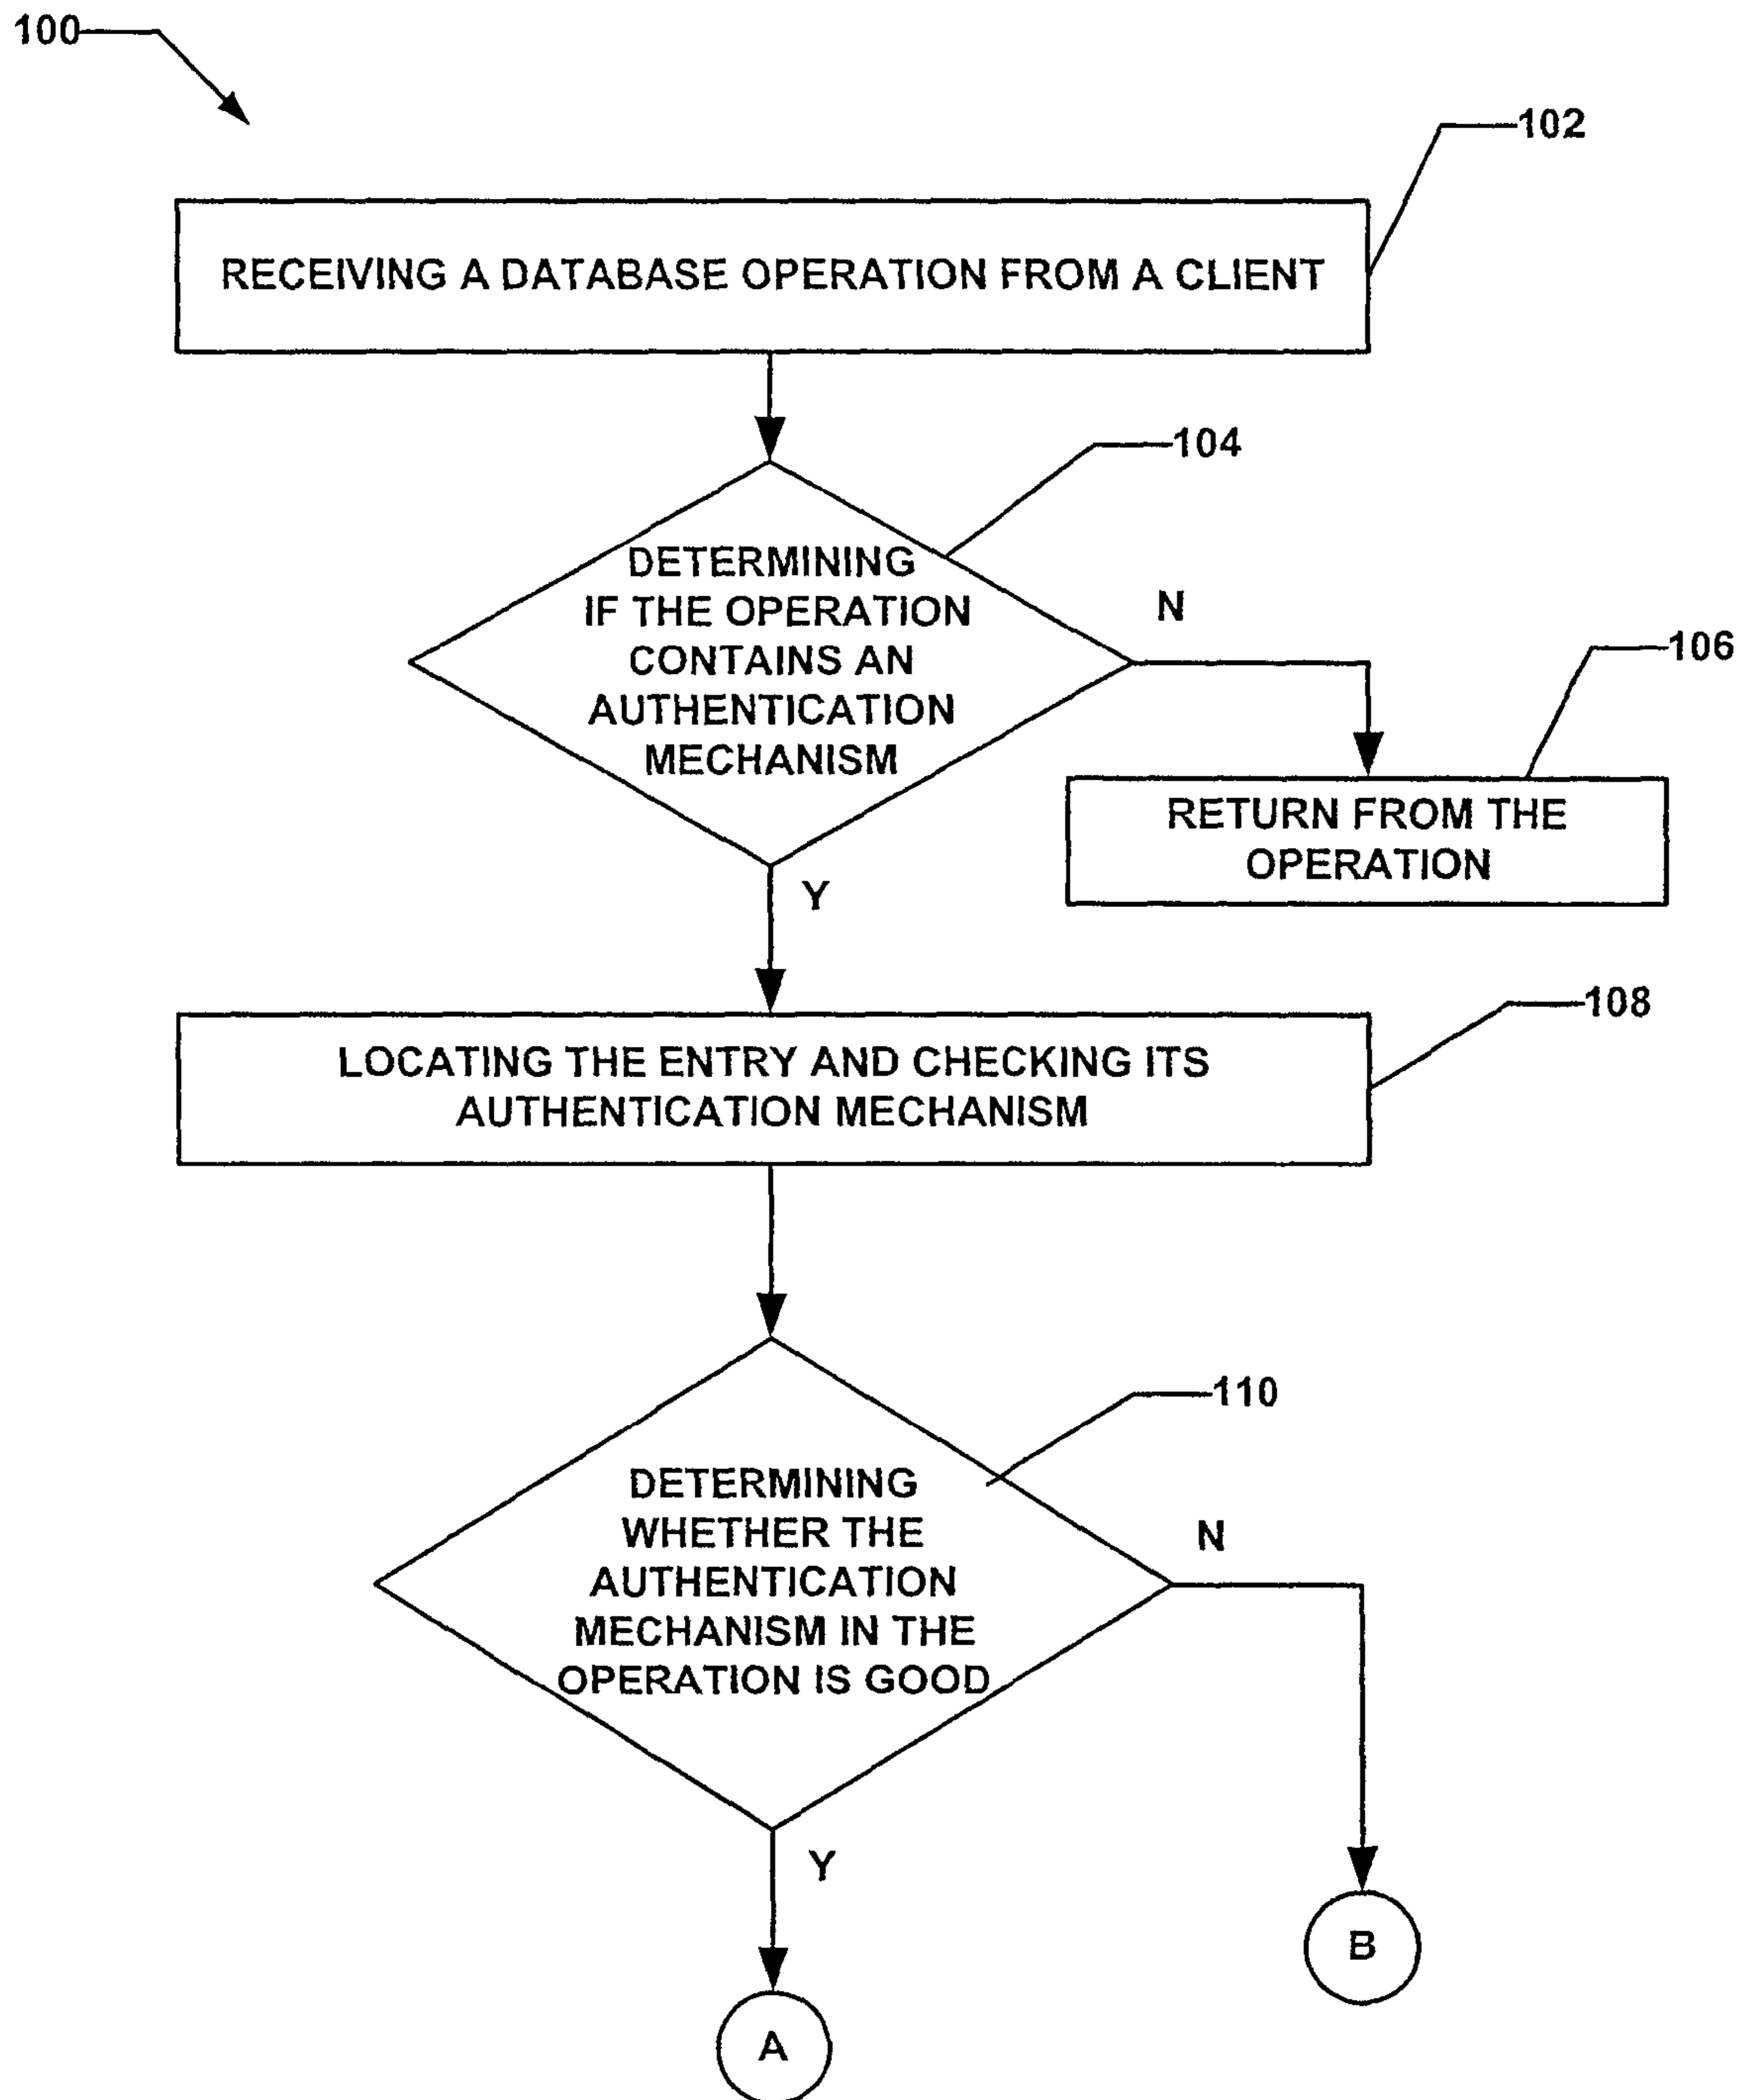 100
102
RECEIVING A DATABASE OPERATION FROM A CLIENT
104
DETERMINING
IF THE OPERATION
CONTAINS AN
AUTHENTICATION
MECHANISM
N
106
RETURN FROM THE
OPERATION
Y
108
LOCATING THE ENTRY AND CHECKING ITS
AUTHENTICATION MECHANISM
110
DETERMINING
WHETHER THE
AUTHENTICATION
MECHANISM IN THE
OPERATION IS GOOD
N
Y
B
A